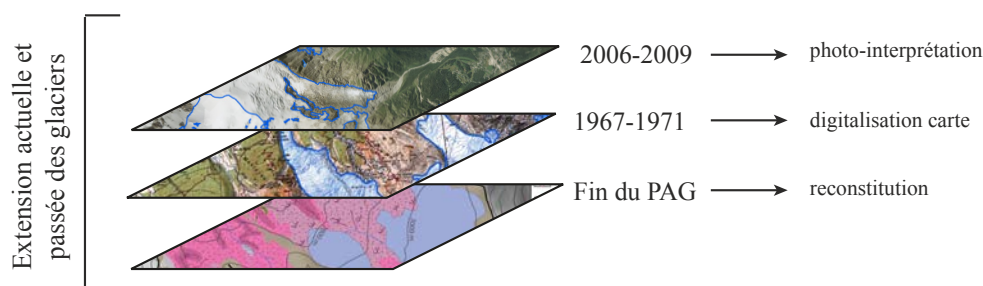 Extension actuelle et
passée des glaciers
2006-2009
photo-interprétation
1967-1971
digitalisation carte
Fin du PAG
reconstitution